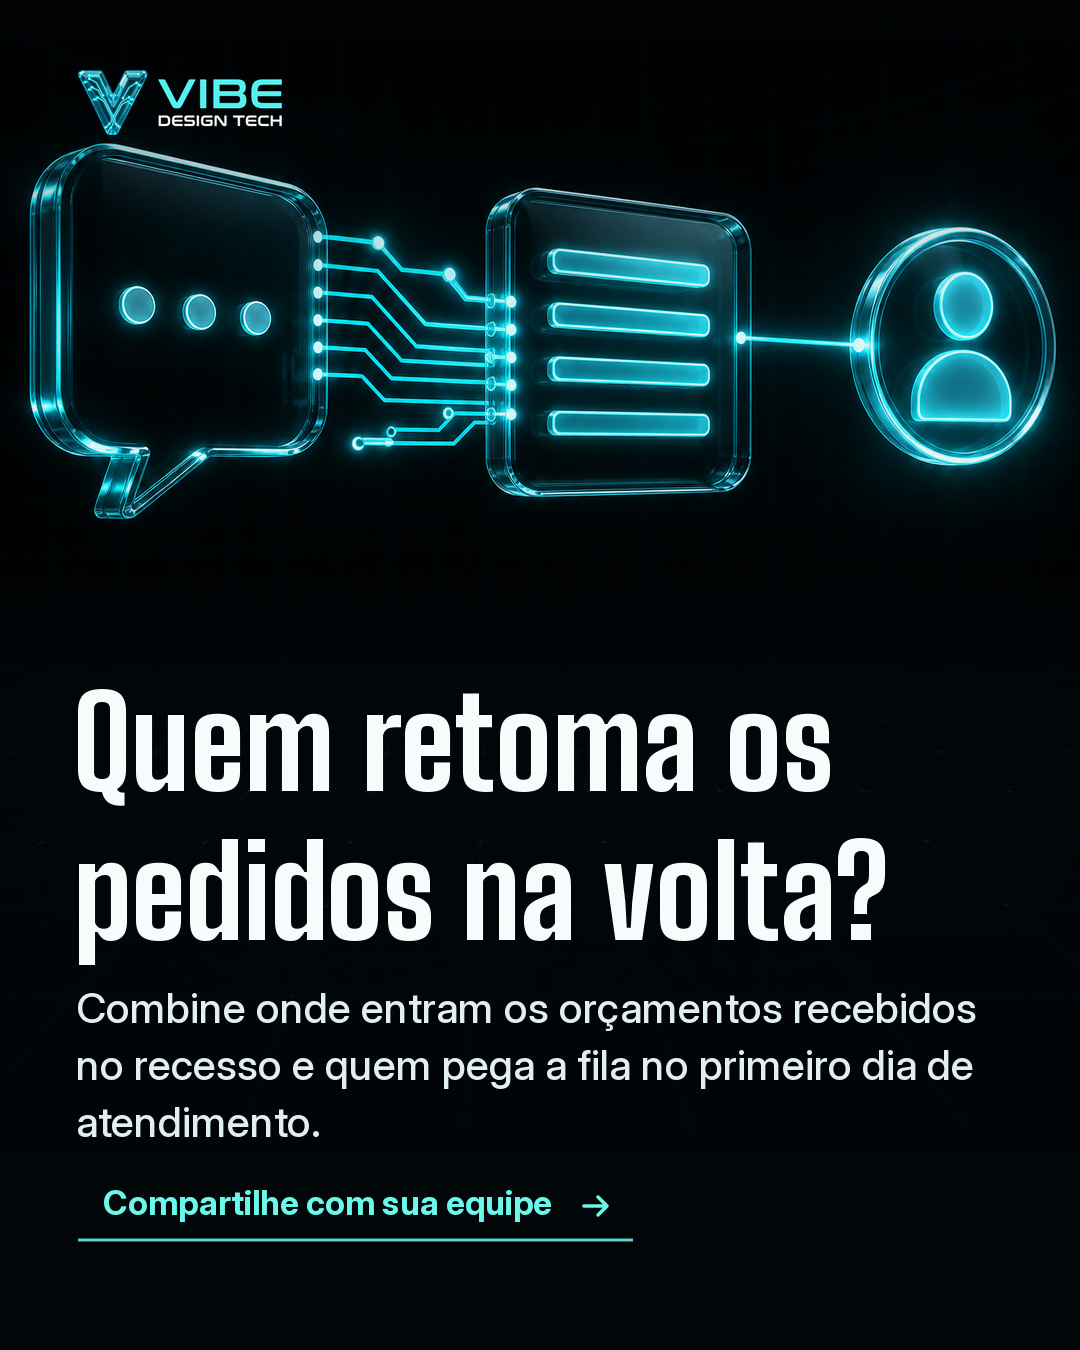 VIBE
DESIGN TECH
Quem retoma os
pedidos na volta?
Combine onde entram os orçamentos recebidos
no recesso e quem pega a fila no primeiro dia de
atendimento.
Compartilhe com sua equipe →